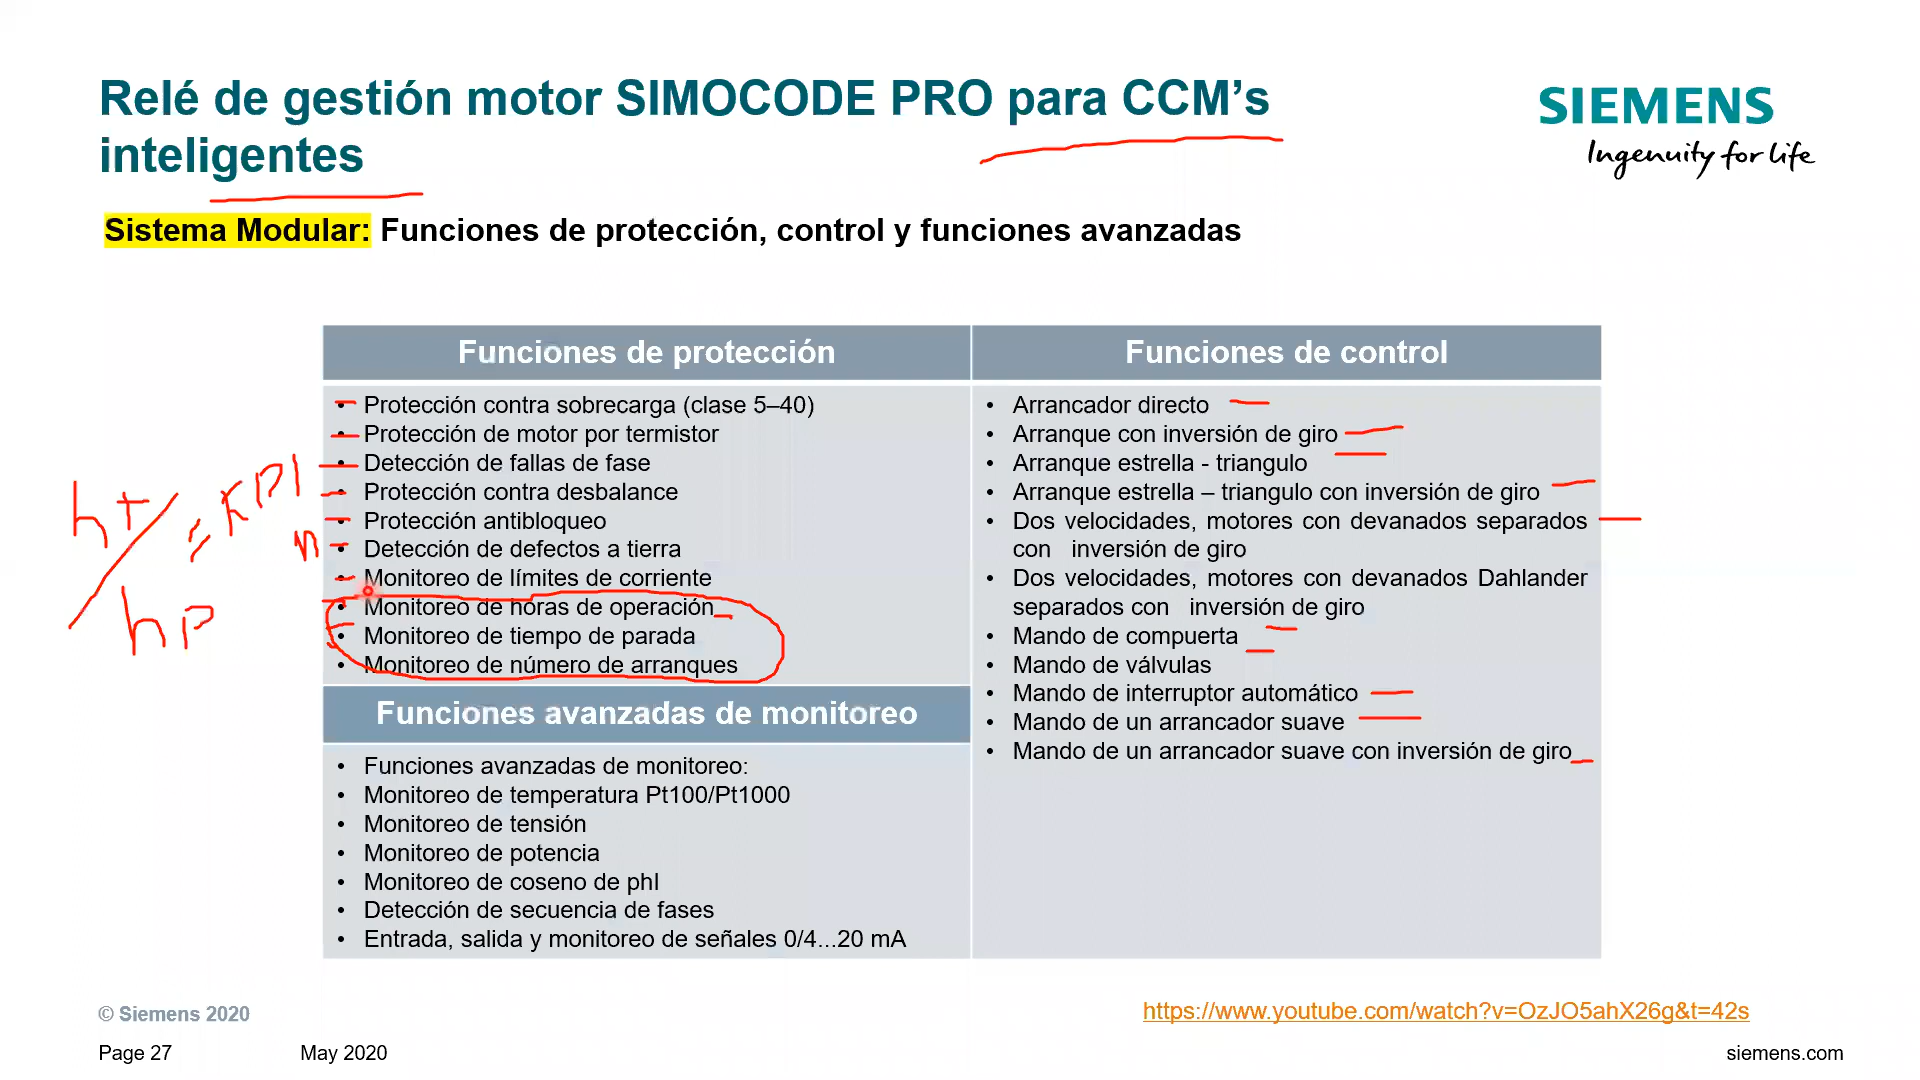 Relé de gestión motor SIMOCODE PRO para CCM’s
inteligentes
SIEMENS
Ingenuity for life
Sistema Modular: Funciones de protección, control y funciones avanzadas
Funciones de protección
• Protección contra sobrecarga (clase 5–40)
• Protección de motor por termistor
• Detección de fallas de fase
• Protección contra desbalance
• Protección antibloqueo
• Detección de defectos a tierra
• Monitoreo de límites de corriente
• Monitoreo de horas de operación
• Monitoreo de tiempo de parada
• Monitoreo de número de arranques
ht/hp = KPI
n
Funciones avanzadas de monitoreo
• Funciones avanzadas de monitoreo:
• Monitoreo de temperatura Pt100/Pt1000
• Monitoreo de tensión
• Monitoreo de potencia
• Monitoreo de coseno de phI
• Detección de secuencia de fases
• Entrada, salida y monitoreo de señales 0/4...20 mA
Funciones de control
• Arrancador directo
• Arranque con inversión de giro
• Arranque estrella - triangulo
• Arranque estrella – triangulo con inversión de giro
• Dos velocidades, motores con devanados separados
con inversión de giro
• Dos velocidades, motores con devanados Dahlander
separados con inversión de giro
• Mando de compuerta
• Mando de válvulas
• Mando de interruptor automático
• Mando de un arrancador suave
• Mando de un arrancador suave con inversión de giro
© Siemens 2020
https://www.youtube.com/watch?v=OzJO5ahX26g&t=42s
Page 27
May 2020
siemens.com